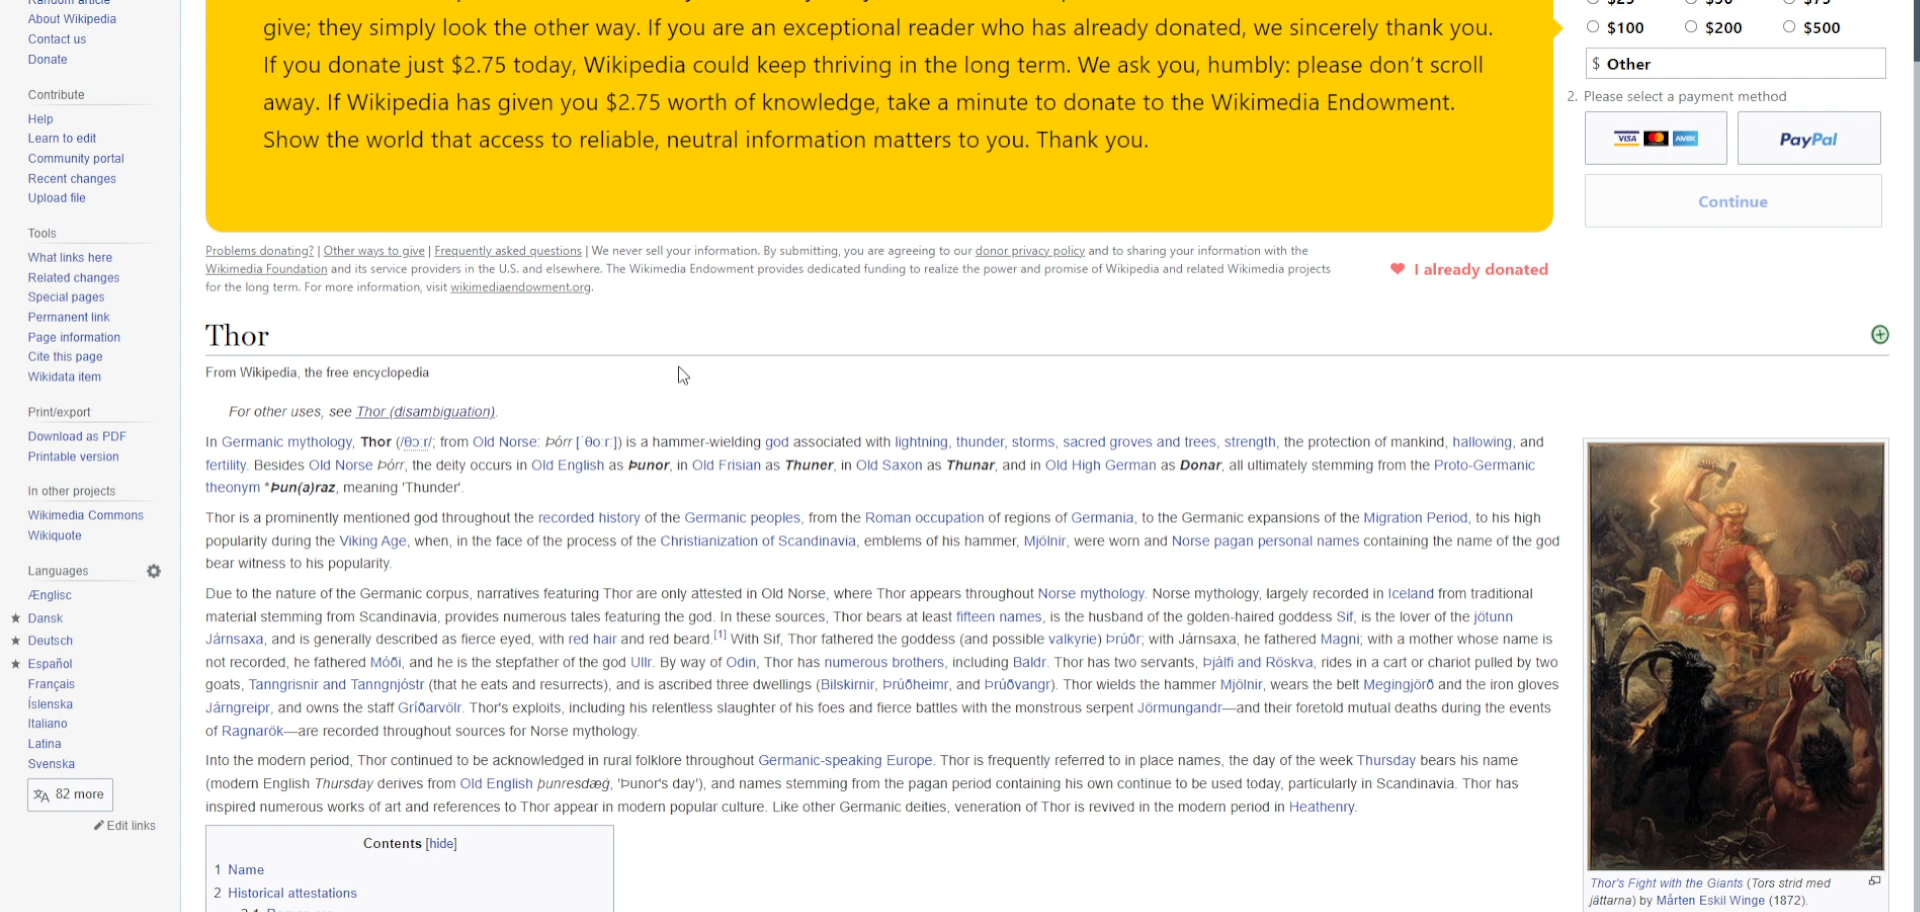 Random article
About Wikipedia
Contact us
Donate
Contribute
Help
Learn to edit
Community portal
Recent changes
Upload file
Tools
What links here
Related changes
Special pages
Permanent link
Page information
Cite this page
Wikidata item
Print/export
Download as PDF
Printable version
In other projects
Wikimedia Commons
Wikiquote
Languages
Ænglisc
Dansk
Deutsch
Español
Français
Íslenska
Italiano
Latina
Svenska
82 more
Edit links
give; they simply look the other way. If you are an exceptional reader who has already donated, we sincerely thank you.
If you donate just $2.75 today, Wikipedia could keep thriving in the long term. We ask you, humbly: please don't scroll
away. If Wikipedia has given you $2.75 worth of knowledge, take a minute to donate to the Wikimedia Endowment.
Show the world that access to reliable, neutral information matters to you. Thank you.
$25 $50 $75
$100 $200 $500
$ Other
2. Please select a payment method
VISA AMEX PayPal
Continue
Problems donating? | Other ways to give | Frequently asked questions | We never sell your information. By submitting, you are agreeing to our donor privacy policy and to sharing your information with the
Wikimedia Foundation and its service providers in the U.S. and elsewhere. The Wikimedia Endowment provides dedicated funding to realize the power and promise of Wikipedia and related Wikimedia projects
for the long term. For more information, visit wikimediaendowment.org.
I already donated
Thor
From Wikipedia, the free encyclopedia
For other uses, see Thor (disambiguation).
In Germanic mythology, Thor (/θɔːr/; from Old Norse: Þórr [ˈθoːrː]) is a hammer-wielding god associated with lightning, thunder, storms, sacred groves and trees, strength, the protection of mankind, hallowing, and
fertility. Besides Old Norse Þórr, the deity occurs in Old English as Þunor, in Old Frisian as Thuner, in Old Saxon as Thunar, and in Old High German as Donar, all ultimately stemming from the Proto-Germanic
theonym *Þun(a)raz, meaning 'Thunder'.
Thor is a prominently mentioned god throughout the recorded history of the Germanic peoples, from the Roman occupation of regions of Germania, to the Germanic expansions of the Migration Period, to his high
popularity during the Viking Age, when, in the face of the process of the Christianization of Scandinavia, emblems of his hammer, Mjölnir, were worn and Norse pagan personal names containing the name of the god
bear witness to his popularity.
Due to the nature of the Germanic corpus, narratives featuring Thor are only attested in Old Norse, where Thor appears throughout Norse mythology. Norse mythology, largely recorded in Iceland from traditional
material stemming from Scandinavia, provides numerous tales featuring the god. In these sources, Thor bears at least fifteen names, is the husband of the golden-haired goddess Sif, is the lover of the jötunn
Járnsaxa, and is generally described as fierce eyed, with red hair and red beard.[1] With Sif, Thor fathered the goddess (and possible valkyrie) Þrúðr; with Járnsaxa, he fathered Magni; with a mother whose name is
not recorded, he fathered Móði, and he is the stepfather of the god Ullr. By way of Odin, Thor has numerous brothers, including Baldr. Thor has two servants, Þjálfi and Röskva, rides in a cart or chariot pulled by two
goats, Tanngrisnir and Tanngnjóstr (that he eats and resurrects), and is ascribed three dwellings (Bilskirnir, Þrúðheimr, and Þrúðvangr). Thor wields the hammer Mjölnir, wears the belt Megingjörð and the iron gloves
Járngreipr, and owns the staff Gríðarvölr. Thor's exploits, including his relentless slaughter of his foes and fierce battles with the monstrous serpent Jörmungandr—and their foretold mutual deaths during the events
of Ragnarök—are recorded throughout sources for Norse mythology.
Into the modern period, Thor continued to be acknowledged in rural folklore throughout Germanic-speaking Europe. Thor is frequently referred to in place names, the day of the week Thursday bears his name
(modern English Thursday derives from Old English þunresdæġ, 'Þunor's day'), and names stemming from the pagan period containing his own continue to be used today, particularly in Scandinavia. Thor has
inspired numerous works of art and references to Thor appear in modern popular culture. Like other Germanic deities, veneration of Thor is revived in the modern period in Heathenry.
Contents [hide]
1 Name
2 Historical attestations
Thor's Fight with the Giants (Tors strid med
jättarna) by Mårten Eskil Winge (1872).